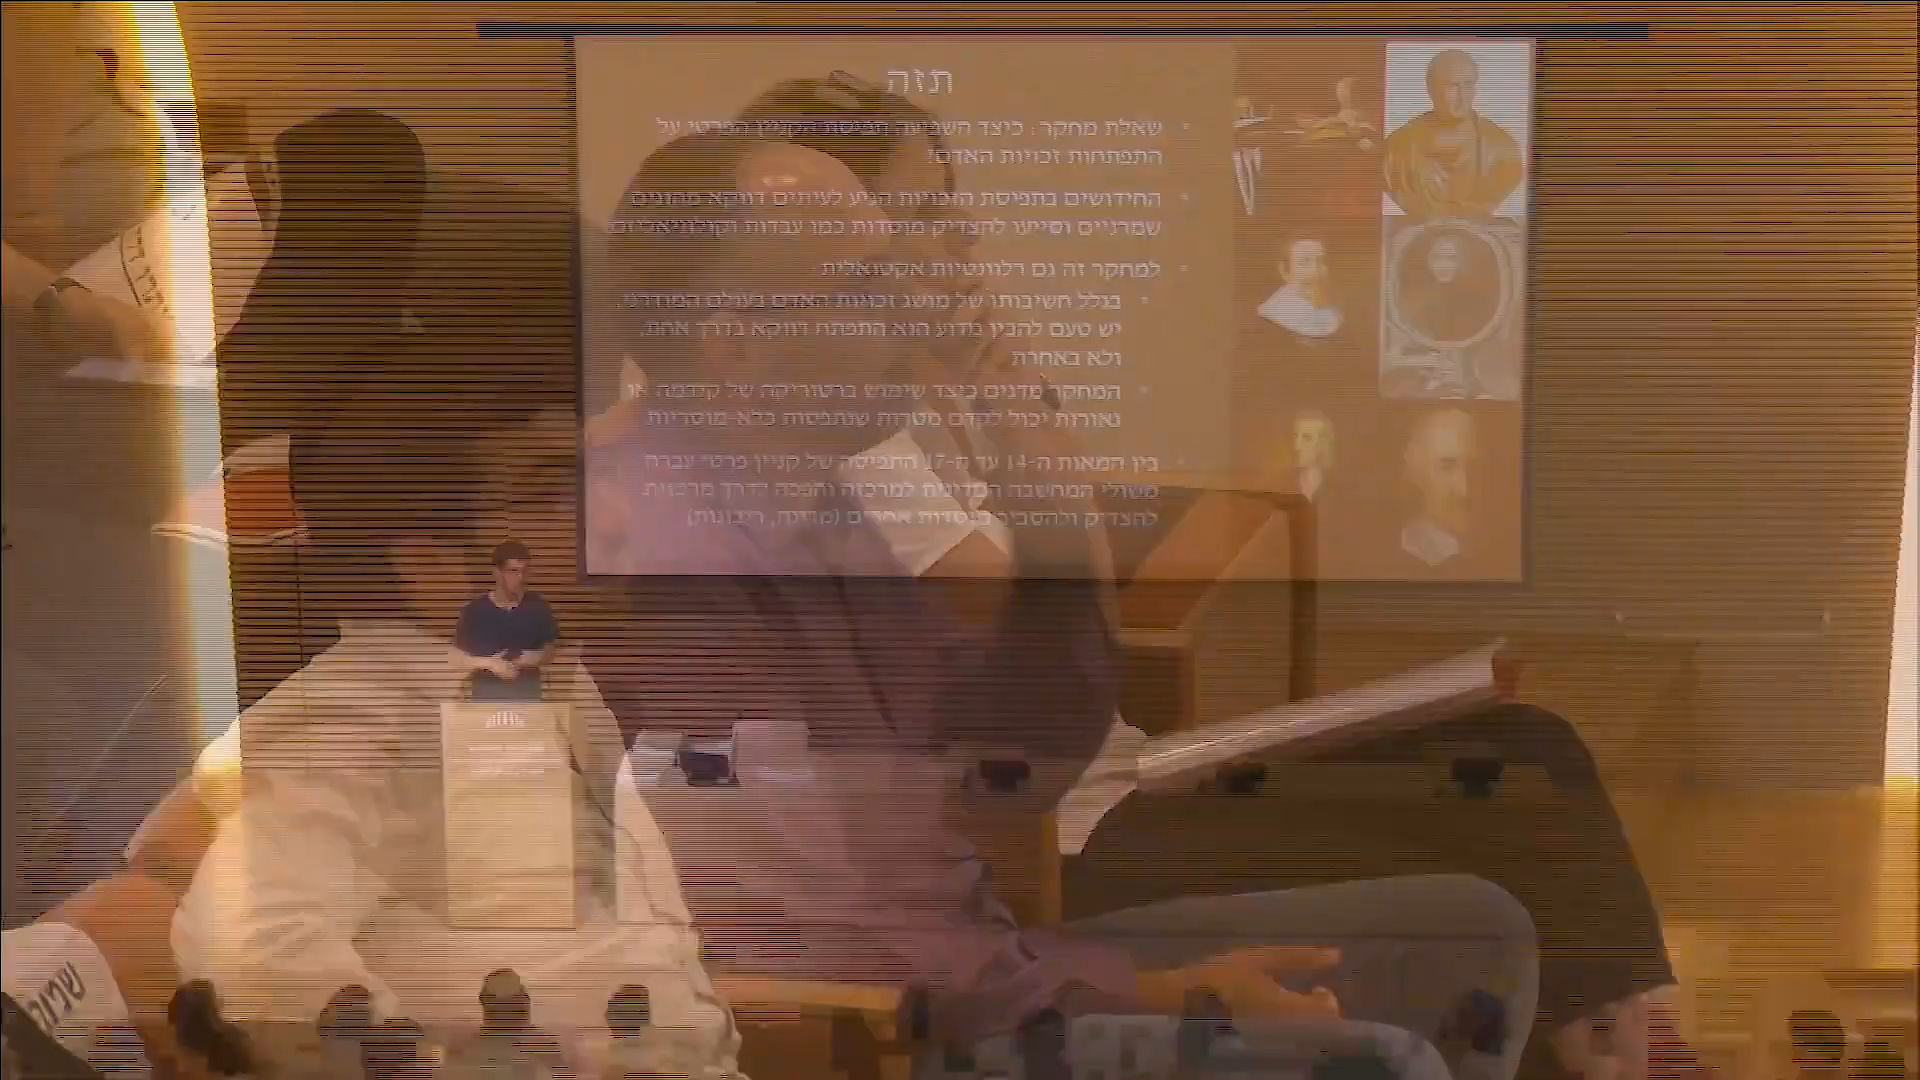 תזה
שאלת מחקר: כיצד השפיעה תפיסת הקניין הפרטי על
התפתחות זכויות האדם?
החידושים בתפיסת הזכויות הגיע לעיתים דווקא מהוגים
שמרניים וסייעו להצדיק מוסדות כמו עבדות וקולוניאליזם
למחקר זה גם רלוונטיות אקטואלית
בגלל חשיבותו של מושג זכויות האדם בעולם המודרני,
יש טעם להבין מדוע הוא התפתח דווקא בדרך אחת,
ולא באחרת
המחקר מדגים כיצד שימוש ברטוריקה של קידמה או
נאורות יכול לקדם מטרות שנתפסות כלא-מוסריות
בין המאות ה-14 עד ה-17 התפיסה של קניין פרטי עברה
משולי המחשבה המדינית למרכזה והפכה לדרך מרכזית
להצדיק ולהסביר מוסדות אחרים (מדינה, ריבונות)